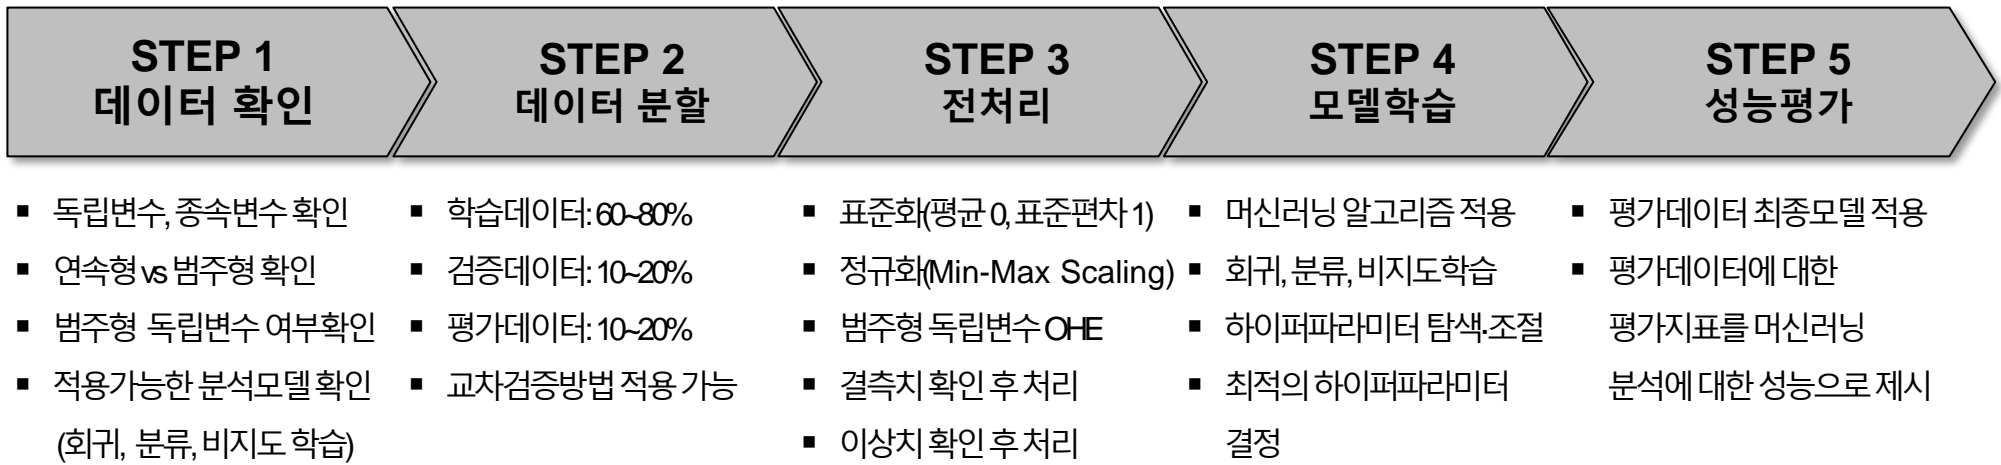 STEP 1
데이터 확인
STEP 2
데이터 분할
STEP 3
전처리
STEP 4
모델학습
STEP 5
성능평가
▪ 독립변수, 종속변수 확인
▪ 연속형 vs 범주형 확인
▪ 범주형 독립변수 여부확인
▪ 적용가능한 분석모델 확인
(회귀, 분류, 비지도 학습)
▪ 학습데이터: 60~80%
▪ 검증데이터: 10~20%
▪ 평가데이터: 10~20%
▪ 교차검증방법 적용 가능
▪ 표준화(평균 0, 표준편차 1)
▪ 정규화(Min-Max Scaling)
▪ 범주형 독립변수 OHE
▪ 결측치 확인 후 처리
▪ 이상치 확인 후 처리
▪ 머신러닝 알고리즘 적용
▪ 회귀, 분류, 비지도학습
▪ 하이퍼파라미터 탐색·조절
▪ 최적의 하이퍼파라미터
결정
▪ 평가데이터 최종모델 적용
▪ 평가데이터에 대한
평가지표를 머신러닝
분석에 대한 성능으로 제시